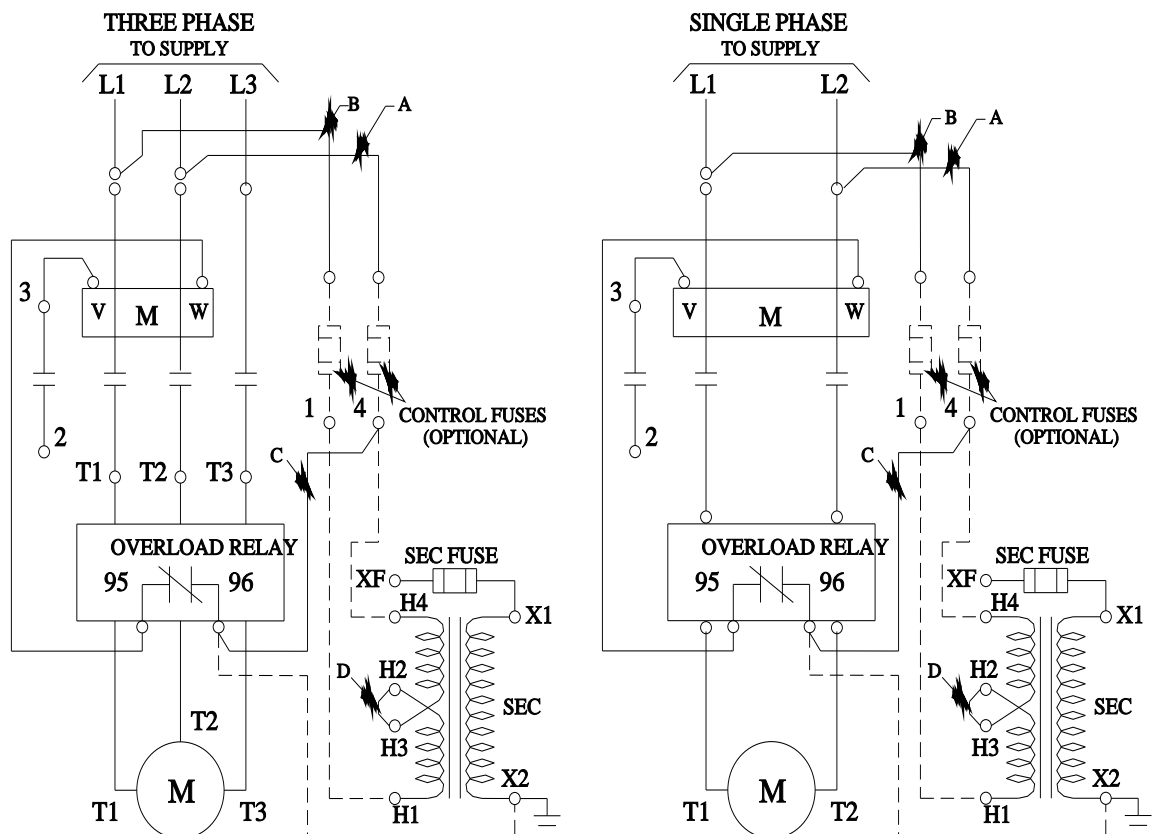 THREE PHASE
TO SUPPLY
L1 L2 L3
B A
3
V M W
1 4
CONTROL FUSES
(OPTIONAL)
2
C
T1 T2 T3
OVERLOAD RELAY
95 96
SEC FUSE
XF
H4 X1
D H2
SEC
H3
T2
X2
T1 M T3
H1
SINGLE PHASE
TO SUPPLY
L1 L2
B A
3
V M W
1 4
CONTROL FUSES
(OPTIONAL)
2
C
OVERLOAD RELAY
95 96
SEC FUSE
XF
H4 X1
D H2
SEC
H3
X2
T1 M T2
H1